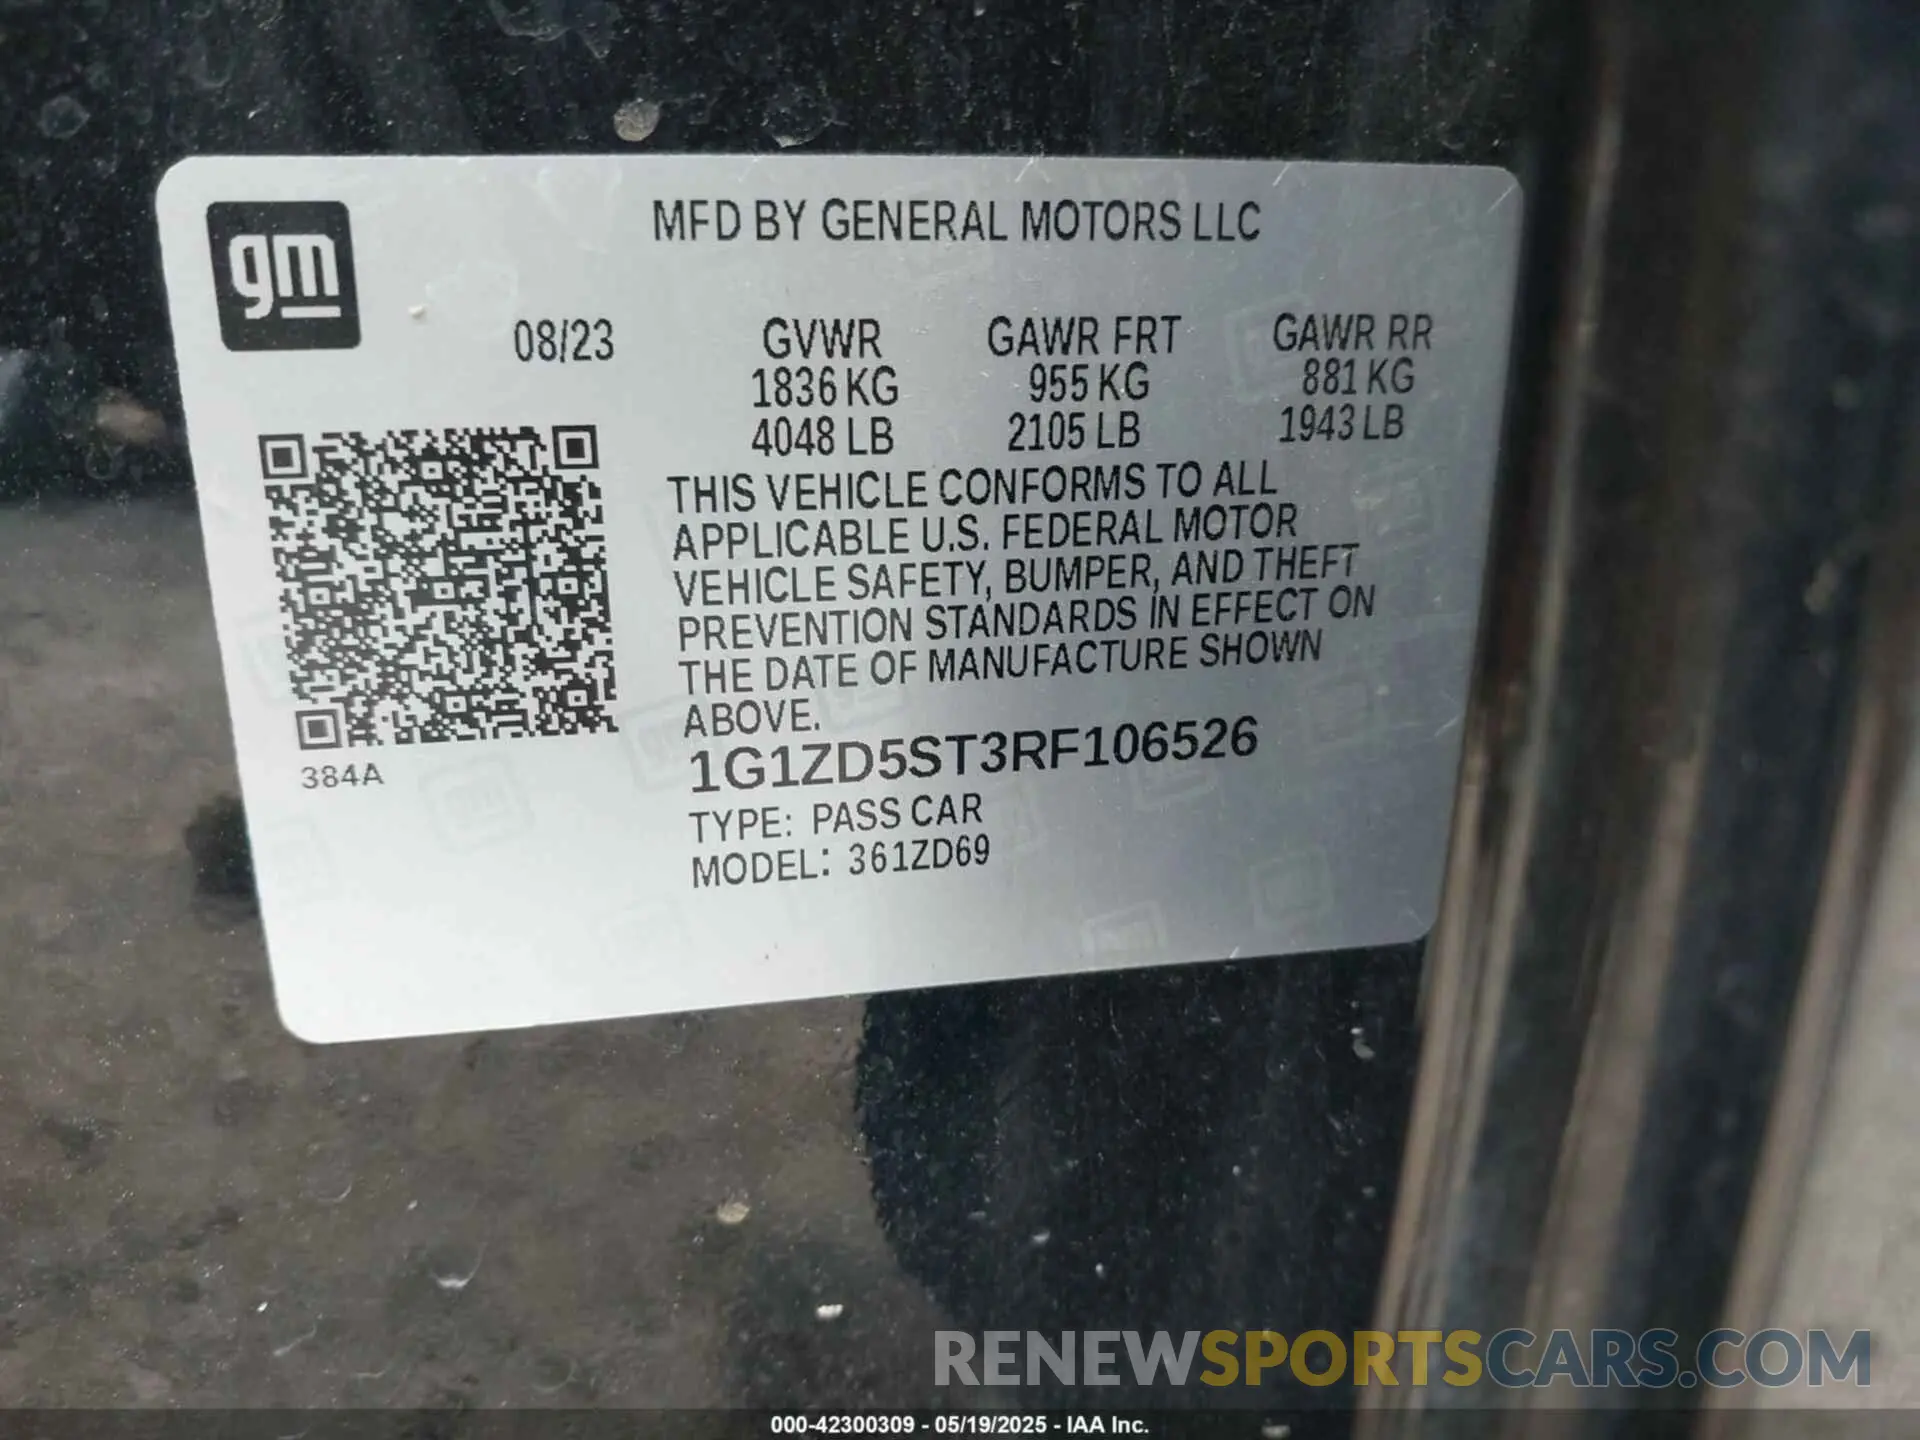 gm
MFD BY GENERAL MOTORS LLC
08/23 GVWR GAWR FRT GAWR RR
1836 KG 955 KG 881 KG
4048 LB 2105 LB 1943 LB
THIS VEHICLE CONFORMS TO ALL
APPLICABLE U.S. FEDERAL MOTOR
VEHICLE SAFETY, BUMPER, AND THEFT
PREVENTION STANDARDS IN EFFECT ON
THE DATE OF MANUFACTURE SHOWN
ABOVE.
384A
1G1ZD5ST3RF106526
TYPE: PASS CAR
MODEL: 361ZD69
RENEWSPORTSCARS.COM
000-42300309 - 05/19/2025 - IAA Inc.